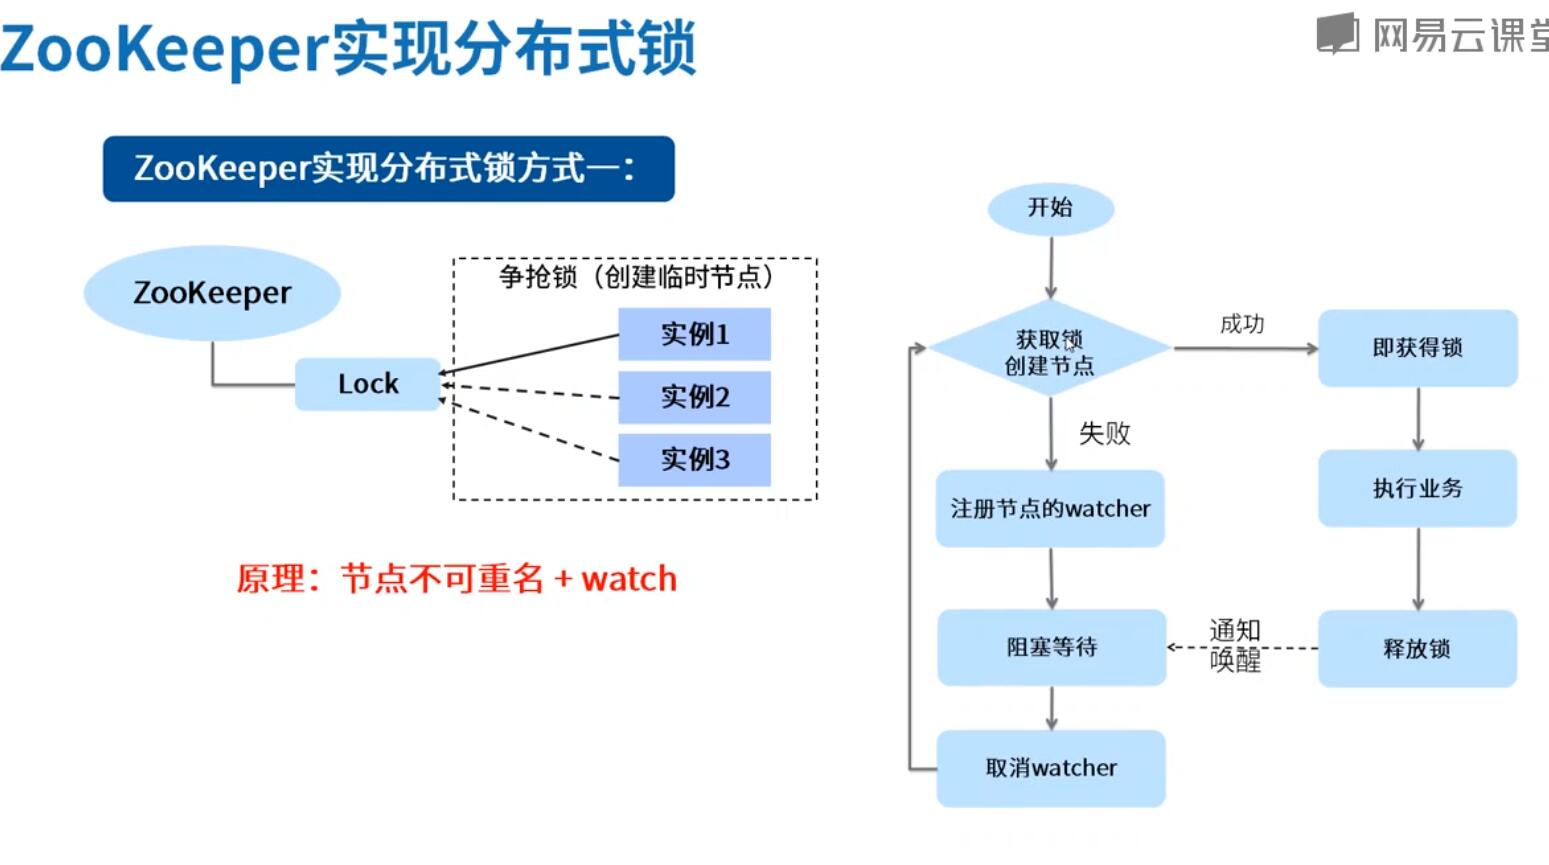 ZooKeeper实现分布式锁
网易云课堂
ZooKeeper实现分布式锁方式一：
ZooKeeper
Lock
争抢锁（创建临时节点）
实例1
实例2
实例3
原理：节点不可重名 + watch
开始
获取锁
创建节点
成功
即获得锁
失败
执行业务
注册节点的watcher
阻塞等待
通知
唤醒
释放锁
取消watcher